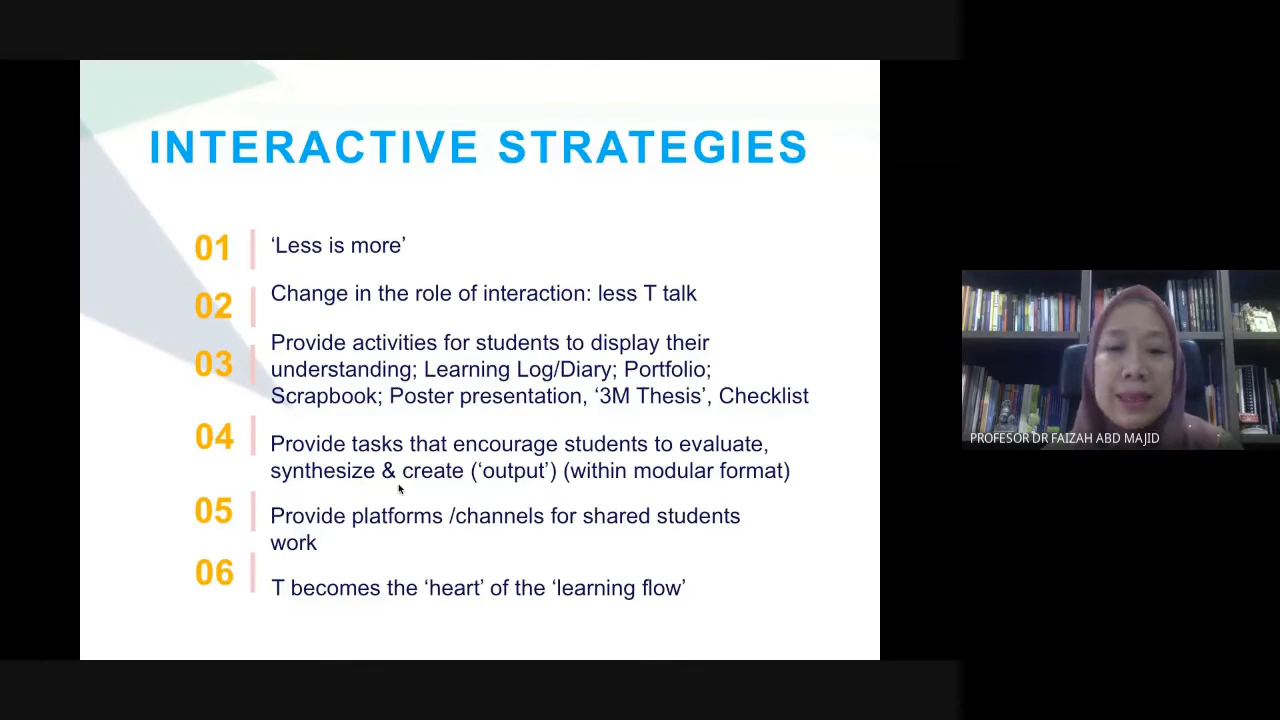 INTERACTIVE STRATEGIES
01 'Less is more'
02 Change in the role of interaction: less T talk
03 Provide activities for students to display their
understanding; Learning Log/Diary; Portfolio;
Scrapbook; Poster presentation, '3M Thesis', Checklist
04 Provide tasks that encourage students to evaluate,
synthesize & create ('output') (within modular format)
05 Provide platforms /channels for shared students
work
06 T becomes the 'heart' of the 'learning flow'
PROFESOR DR FAIZAH ABD MAJID